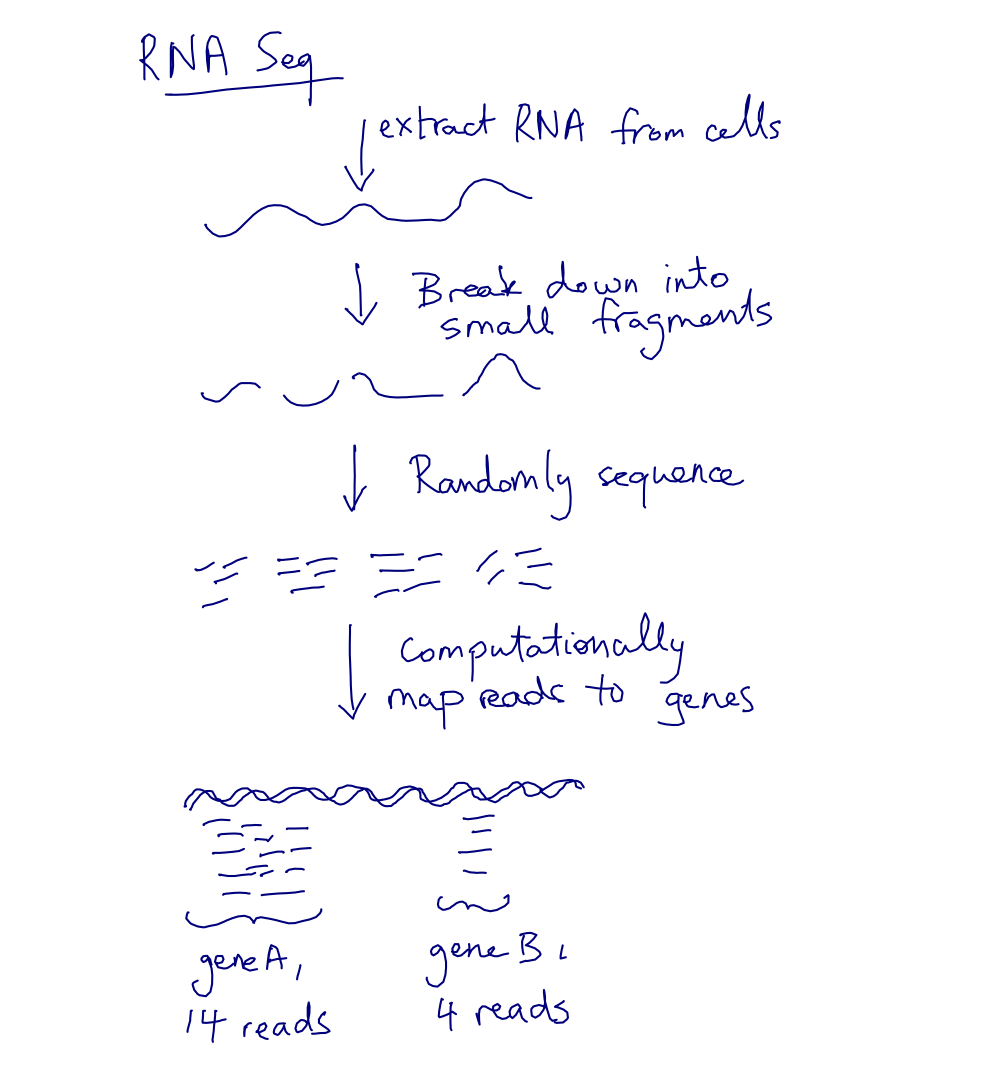 RNA Seq
extract RNA from cells
Break down into
small fragments
Randomly sequence
Computationally
map reads to genes
gene A,
14 reads
gene B,
4 reads